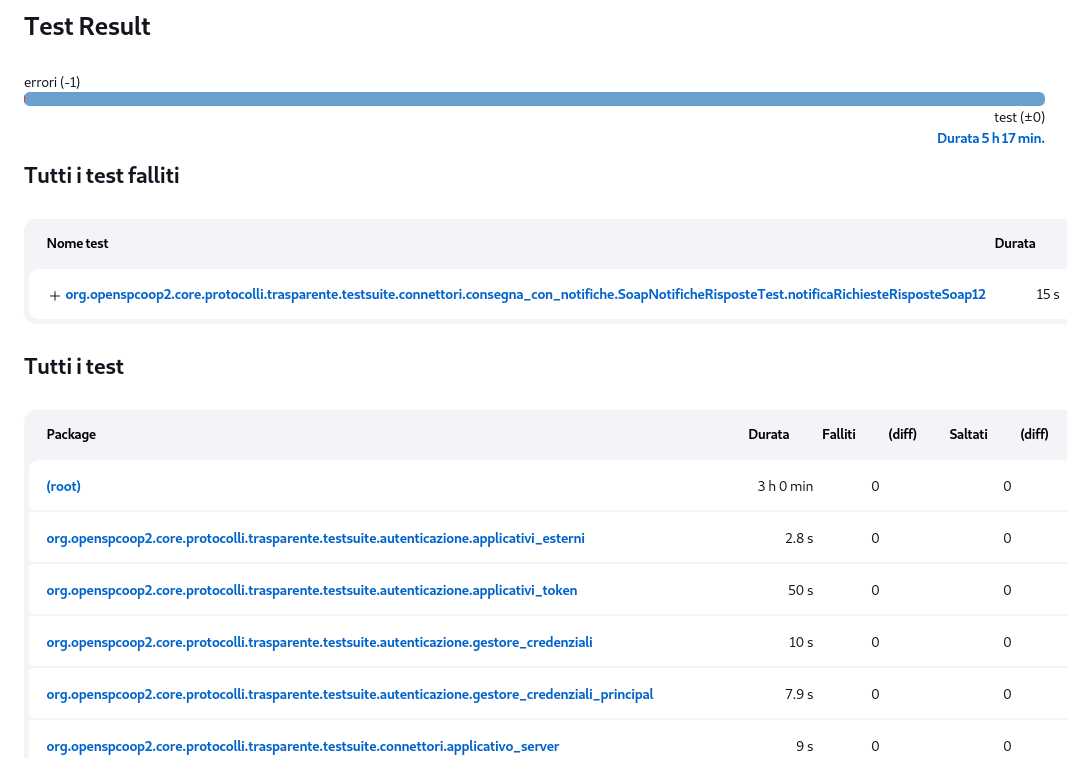 Test Result
errori (-1)
test (±0)
Durata 5 h 17 min.
Tutti i test falliti
Nome test Durata
+ org.openspcoop2.core.protocolli.trasparente.testsuite.connettori.consegna_con_notifiche.SoapNotificheRisposteTest.notificaRichiesteRisposteSoap12 15 s
Tutti i test
Package Durata Falliti (diff) Saltati (diff)
(root) 3 h 0 min 0 0
org.openspcoop2.core.protocolli.trasparente.testsuite.autenticazione.applicativi_esterni 2.8 s 0 0
org.openspcoop2.core.protocolli.trasparente.testsuite.autenticazione.applicativi_token 50 s 0 0
org.openspcoop2.core.protocolli.trasparente.testsuite.autenticazione.gestore_credenziali 10 s 0 0
org.openspcoop2.core.protocolli.trasparente.testsuite.autenticazione.gestore_credenziali_principal 7.9 s 0 0
org.openspcoop2.core.protocolli.trasparente.testsuite.connettori.applicativo_server 9 s 0 0